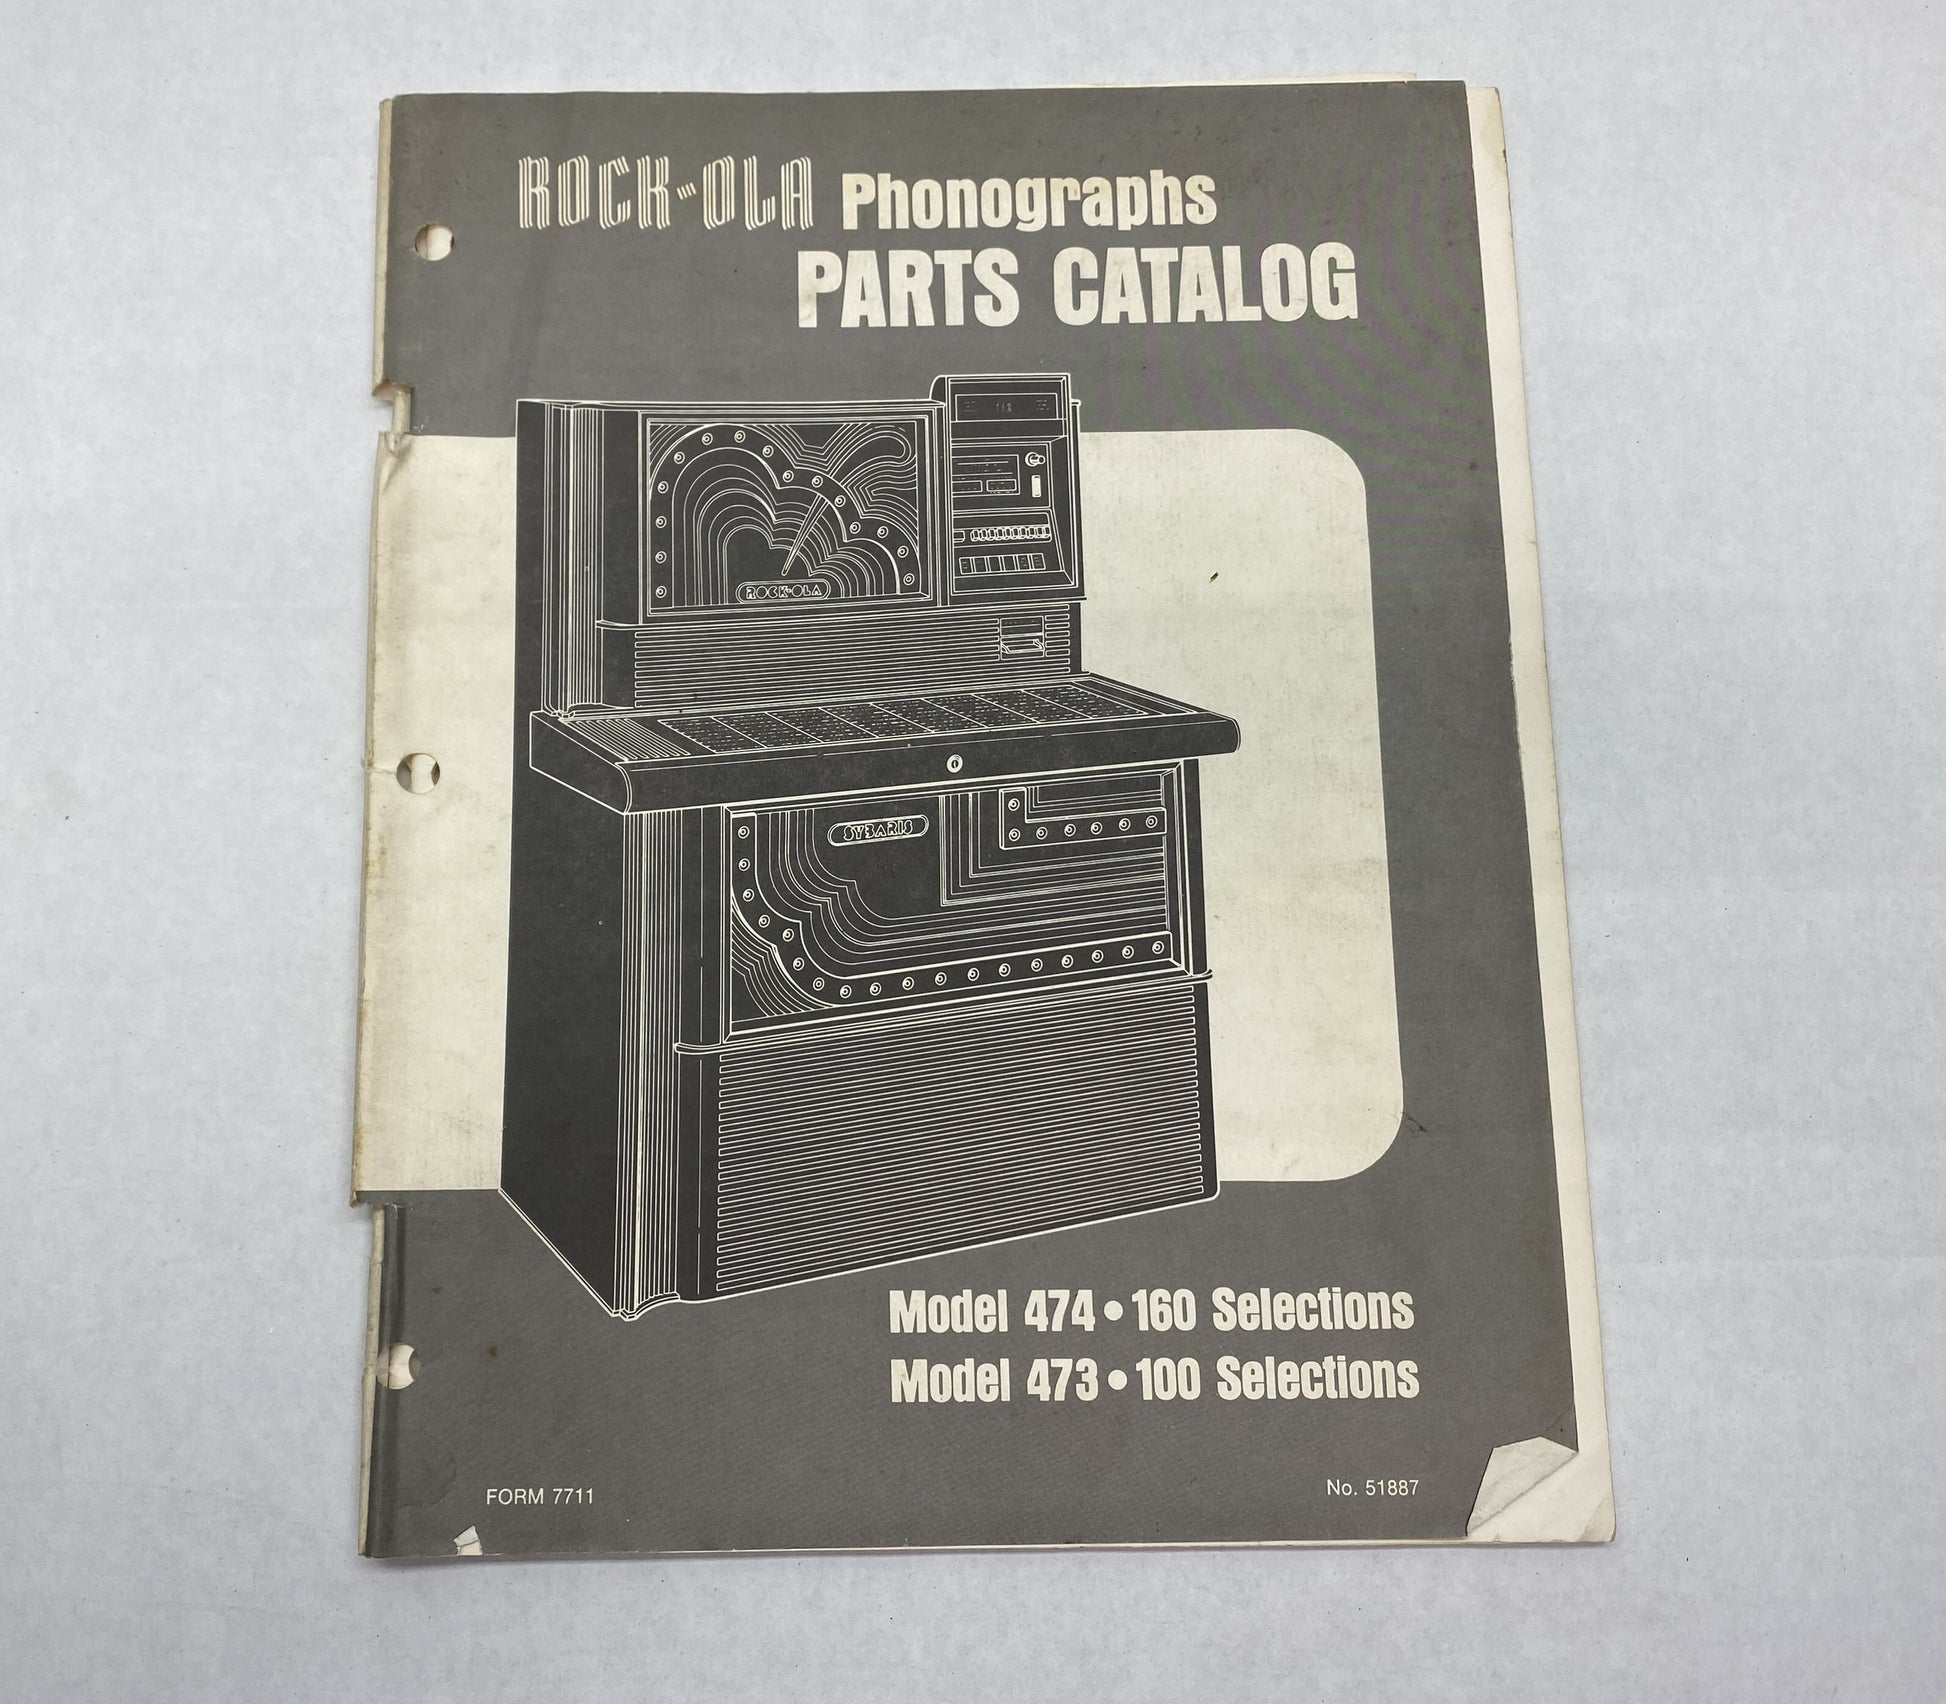 ROCK-OLA Phonographs
PARTS CATALOG
ROCK-OLA
SYBARIS
Model 474 • 160 Selections
Model 473 • 100 Selections
FORM 7711
No. 51887